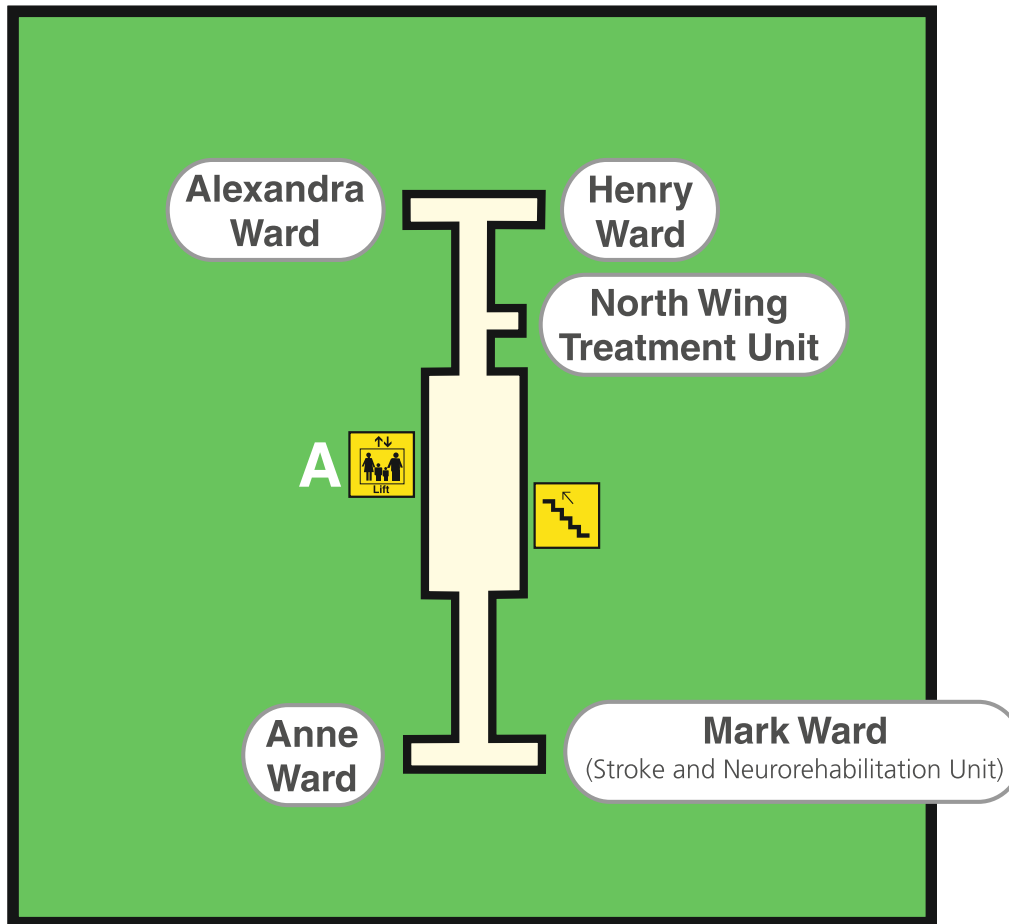 Alexandra
Ward
Henry
Ward
North Wing
Treatment Unit
A
Lift
Anne
Ward
Mark Ward
(Stroke and Neurorehabilitation Unit)